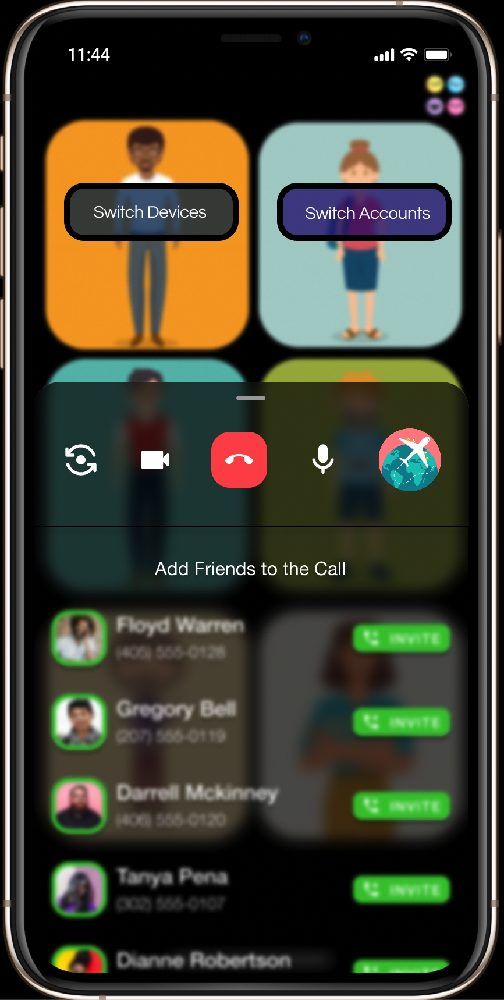 11:44
Switch Devices
Switch Accounts
Add Friends to the Call
Floyd Warren
(405) 555-0128
INVITE
Gregory Bell
(207) 555-0119
INVITE
Darrell Mckinney
(406) 555-0120
INVITE
Tanya Pena
(302) 555-0107
INVITE
Dianne Robertson
INVITE